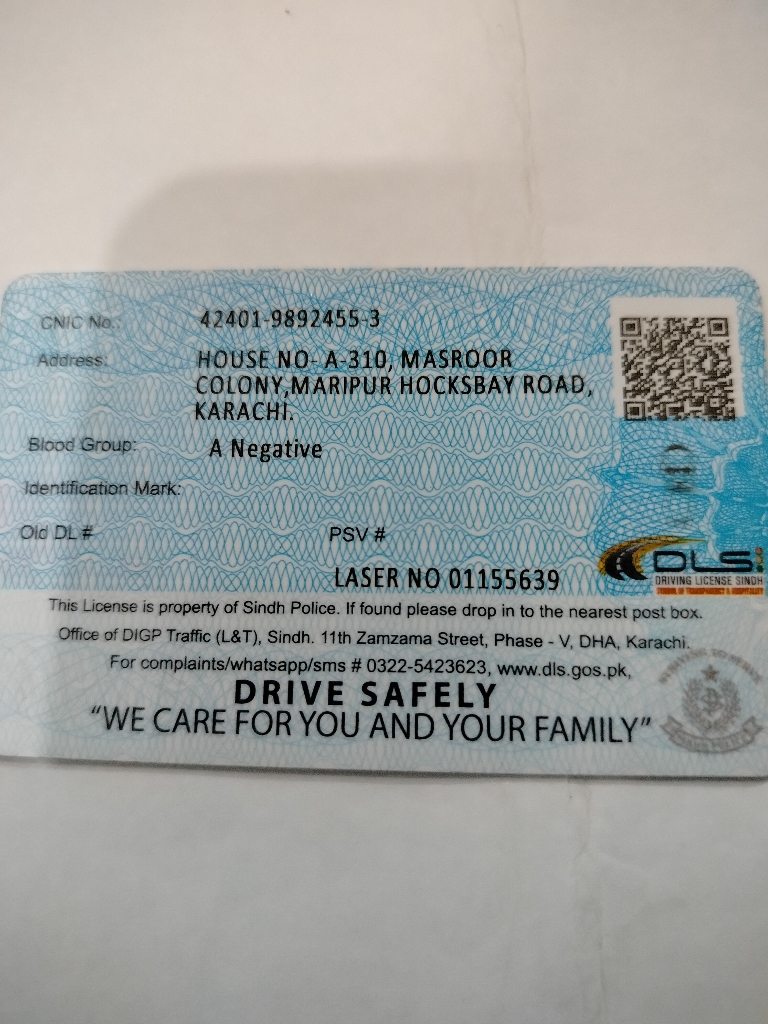 CNIC No.: 42401-9892455-3
Address: HOUSE NO- A-310, MASROOR
COLONY,MARIPUR HOCKSBAY ROAD,
KARACHI.
Blood Group: A Negative
Identification Mark:
Old DL # PSV #
LASER NO 01155639
DLS
DRIVING LICENSE SINDH
This License is property of Sindh Police. If found please drop in to the nearest post box.
Office of DIGP Traffic (L&T), Sindh. 11th Zamzama Street, Phase - V, DHA, Karachi.
For complaints/whatsapp/sms # 0322-5423623, www.dls.gos.pk,
DRIVE SAFELY
“WE CARE FOR YOU AND YOUR FAMILY”